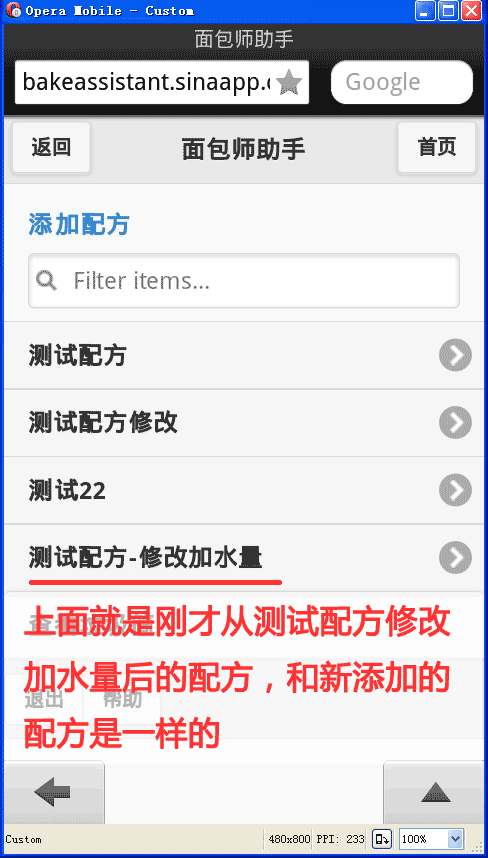 Opera Mobile - Custom
面包师助手
bakeassistant.sinaapp.c
Google
返回
面包师助手
首页
添加配方
Filter items...
测试配方
测试配方修改
测试22
测试配方-修改加水量
上面就是刚才从测试配方修改
加水量后的配方，和新添加的
退出
帮助
配方是一样的
Custom
480x800 PPI: 233
100%